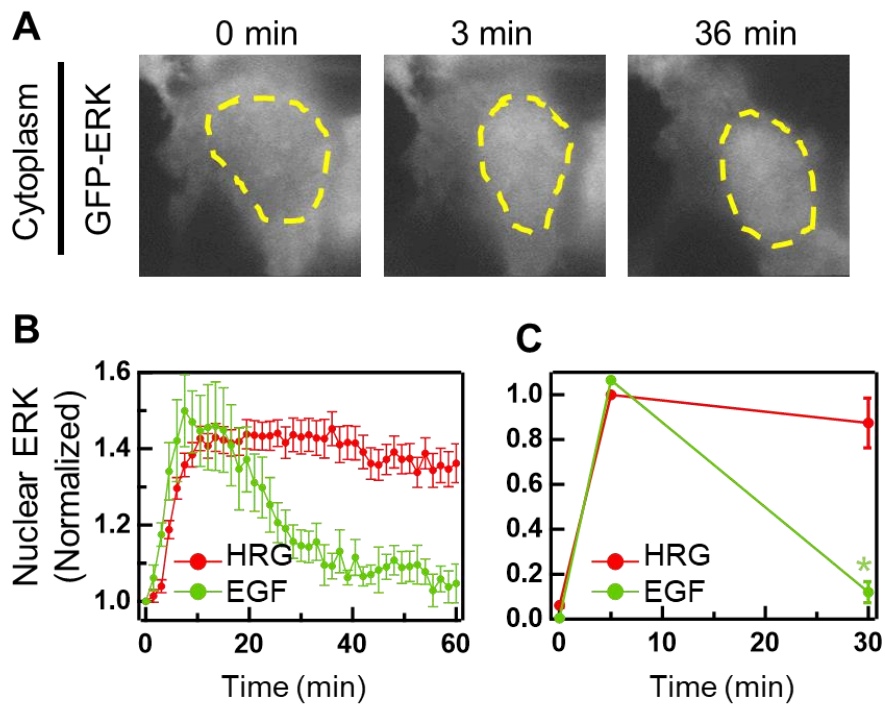 A
0 min 3 min 36 min
Cytoplasm
GFP-ERK
B
C
Nuclear ERK
(Normalized)
1.6
1.4
1.2
1.0
HRG
EGF
0 20 40 60
Time (min)
1.0
0.8
0.6
0.4
0.2
0.0
HRG
EGF
*
0 10 20 30
Time (min)